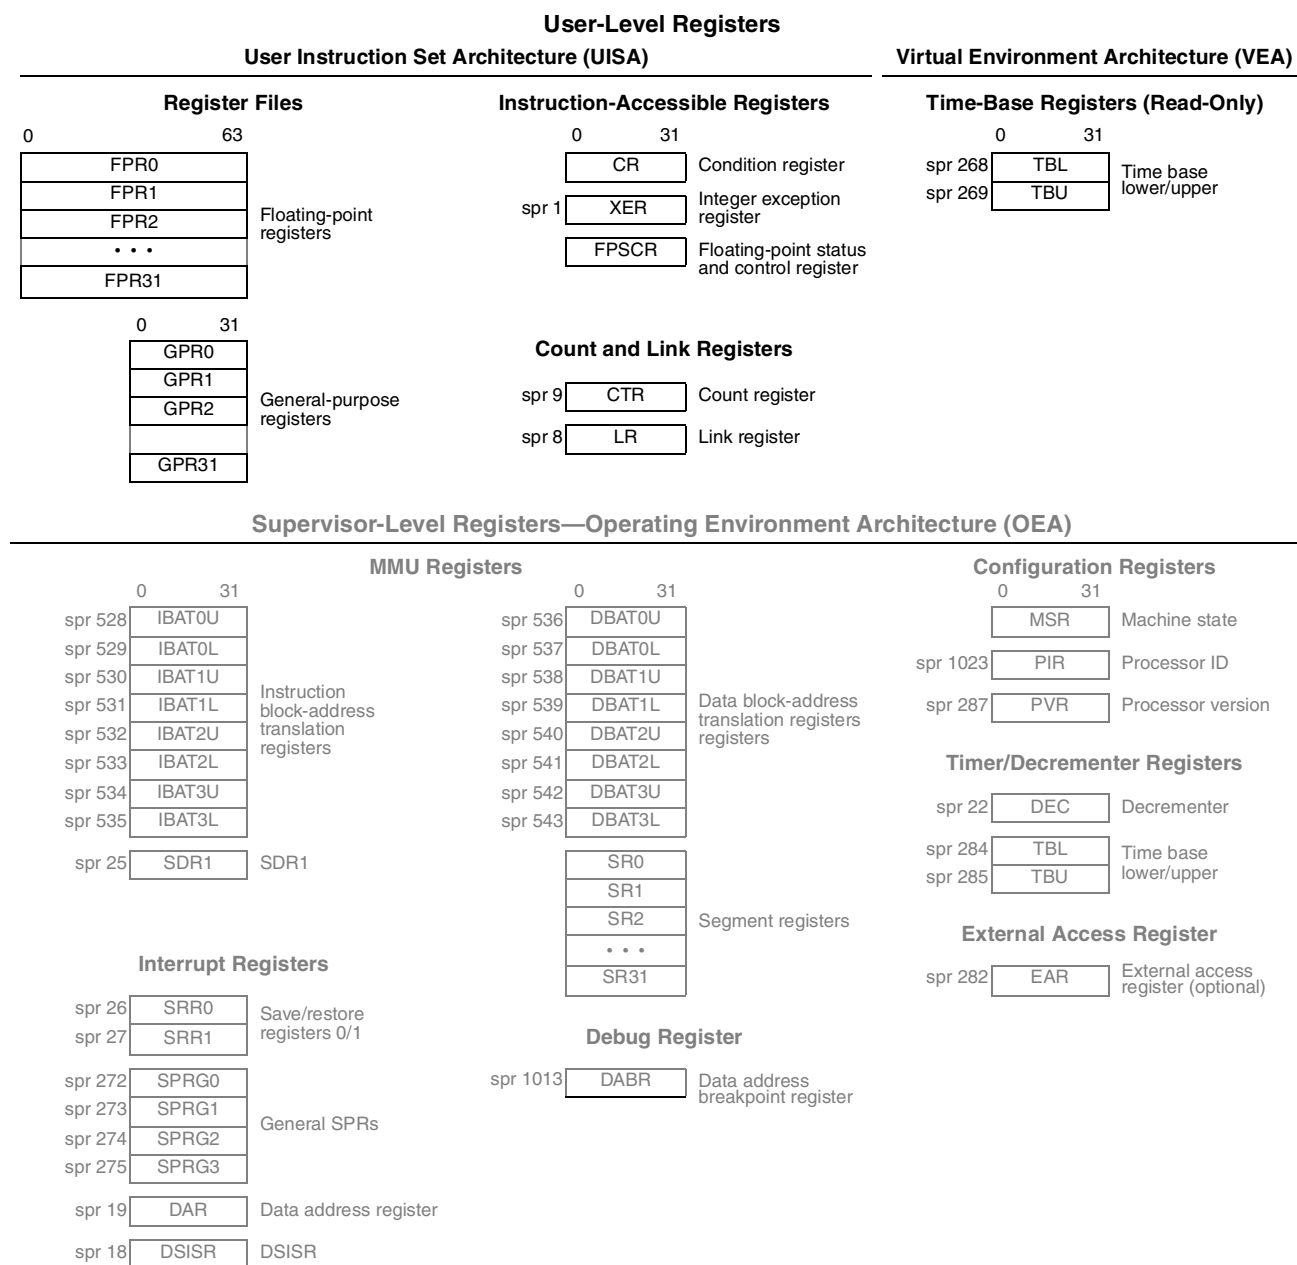 User-Level Registers
User Instruction Set Architecture (UISA)
Virtual Environment Architecture (VEA)
Register Files
0 63
FPR0
FPR1
FPR2
• • •
FPR31
Floating-point
registers
0 31
GPR0
GPR1
GPR2
GPR31
General-purpose
registers
Instruction-Accessible Registers
0 31
CR Condition register
spr 1 XER Integer exception
register
FPSCR Floating-point status
and control register
Count and Link Registers
spr 9 CTR Count register
spr 8 LR Link register
Time-Base Registers (Read-Only)
0 31
spr 268 TBL
spr 269 TBU
Time base
lower/upper
Supervisor-Level Registers—Operating Environment Architecture (OEA)
MMU Registers
0 31
spr 528 IBAT0U
spr 529 IBAT0L
spr 530 IBAT1U
spr 531 IBAT1L
spr 532 IBAT2U
spr 533 IBAT2L
spr 534 IBAT3U
spr 535 IBAT3L
Instruction
block-address
translation
registers
spr 25 SDR1 SDR1
0 31
spr 536 DBAT0U
spr 537 DBAT0L
spr 538 DBAT1U
spr 539 DBAT1L
spr 540 DBAT2U
spr 541 DBAT2L
spr 542 DBAT3U
spr 543 DBAT3L
Data block-address
translation registers
registers
SR0
SR1
SR2
• • •
SR31
Segment registers
Configuration Registers
0 31
MSR Machine state
spr 1023 PIR Processor ID
spr 287 PVR Processor version
Timer/Decrementer Registers
spr 22 DEC Decrementer
spr 284 TBL
spr 285 TBU
Time base
lower/upper
External Access Register
spr 282 EAR External access
register (optional)
Interrupt Registers
spr 26 SRR0
spr 27 SRR1
Save/restore
registers 0/1
spr 272 SPRG0
spr 273 SPRG1
spr 274 SPRG2
spr 275 SPRG3
General SPRs
spr 19 DAR Data address register
spr 18 DSISR DSISR
Debug Register
spr 1013 DABR Data address
breakpoint register